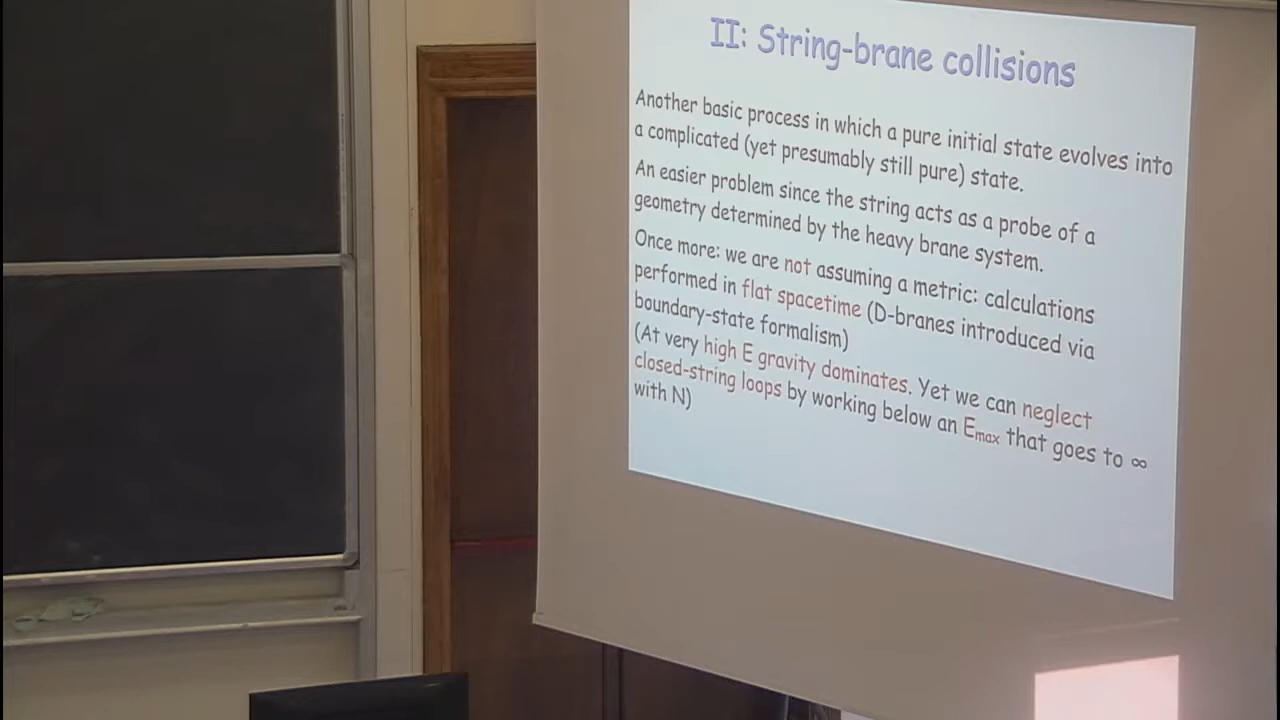 II: String-brane collisions
Another basic process in which a pure initial state evolves into
a complicated (yet presumably still pure) state.
An easier problem since the string acts as a probe of a
geometry determined by the heavy brane system.
Once more: we are not assuming a metric: calculations
performed in flat spacetime (D-branes introduced via
boundary-state formalism)
(At very high E gravity dominates. Yet we can neglect
closed-string loops by working below an Emax that goes to ∞
with N)